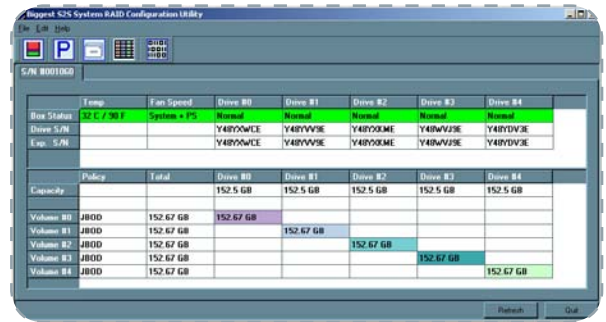 Biggest S2S System RAID Configuration Utility
File Edit Help
P
S/N #001060
Temp Fan Speed Drive #0 Drive #1 Drive #2 Drive #3 Drive #4
Box Status 32 C / 90 F System + PS Normal Normal Normal Normal Normal
Drive S/N Y48YXWCE Y48YVV9E Y48YXKME Y48WVJ9E Y48YDV3E
Exp. S/N Y48YXWCE Y48YVV9E Y48YXKME Y48WVJ9E Y48YDV3E
Policy Total Drive #0 Drive #1 Drive #2 Drive #3 Drive #4
Capacity 152.5 GB 152.5 GB 152.5 GB 152.5 GB 152.5 GB
Volume #0 JBOD 152.67 GB 152.67 GB
Volume #1 JBOD 152.67 GB 152.67 GB
Volume #2 JBOD 152.67 GB 152.67 GB
Volume #3 JBOD 152.67 GB 152.67 GB
Volume #4 JBOD 152.67 GB 152.67 GB
Refresh Quit